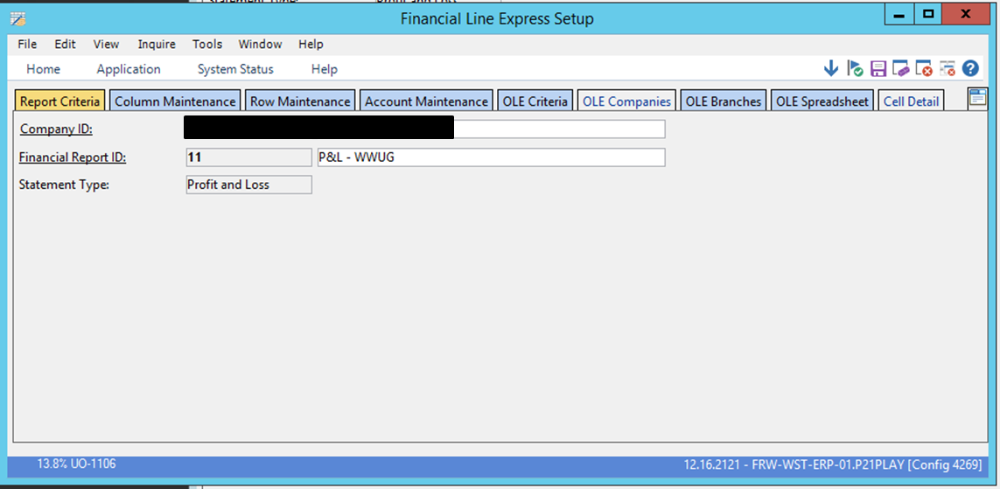 Financial Line Express Setup
File Edit View Inquire Tools Window Help
Home Application System Status Help
Report Criteria Column Maintenance Row Maintenance Account Maintenance OLE Criteria OLE Companies OLE Branches OLE Spreadsheet Cell Detail
Company ID:
Financial Report ID: 11 P&L - WWUG
Statement Type: Profit and Loss
13.8% UO-1106 12.16.2121 - FRW-WST-ERP-01.P21PLAY [Config 4269]